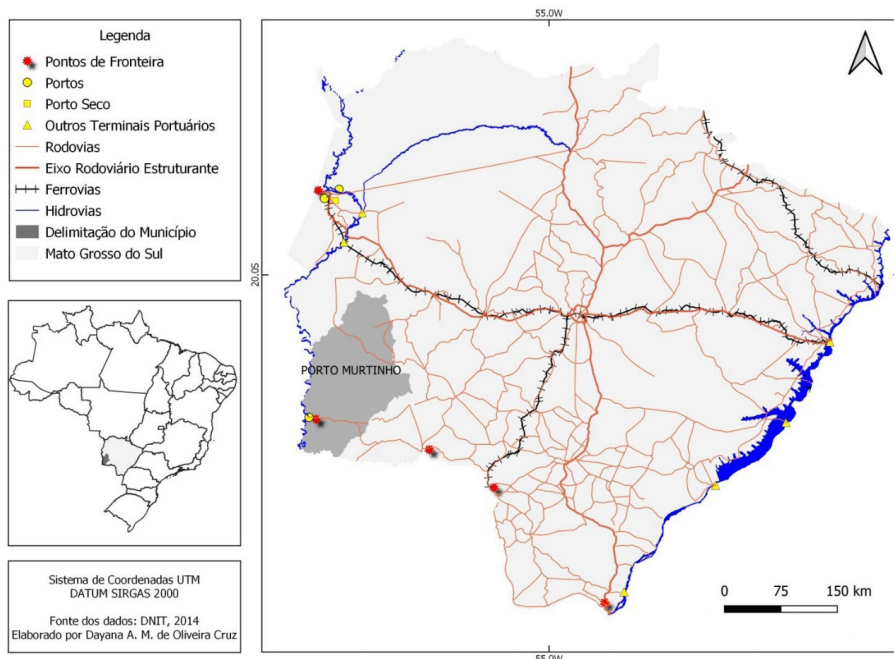 Legenda
Pontos de Fronteira
Portos
Porto Seco
Outros Terminais Portuários
Rodovias
Eixo Rodoviário Estruturante
Ferrovias
Hidrovias
Delimitação do Município
Mato Grosso do Sul
Sistema de Coordenadas UTM
DATUM SIRGAS 2000
Fonte dos dados: DNIT, 2014
Elaborado por Dayana A. M. de Oliveira Cruz
55.0W
20.0S
PORTO MURTINHO
0 75 150 km
55.0W